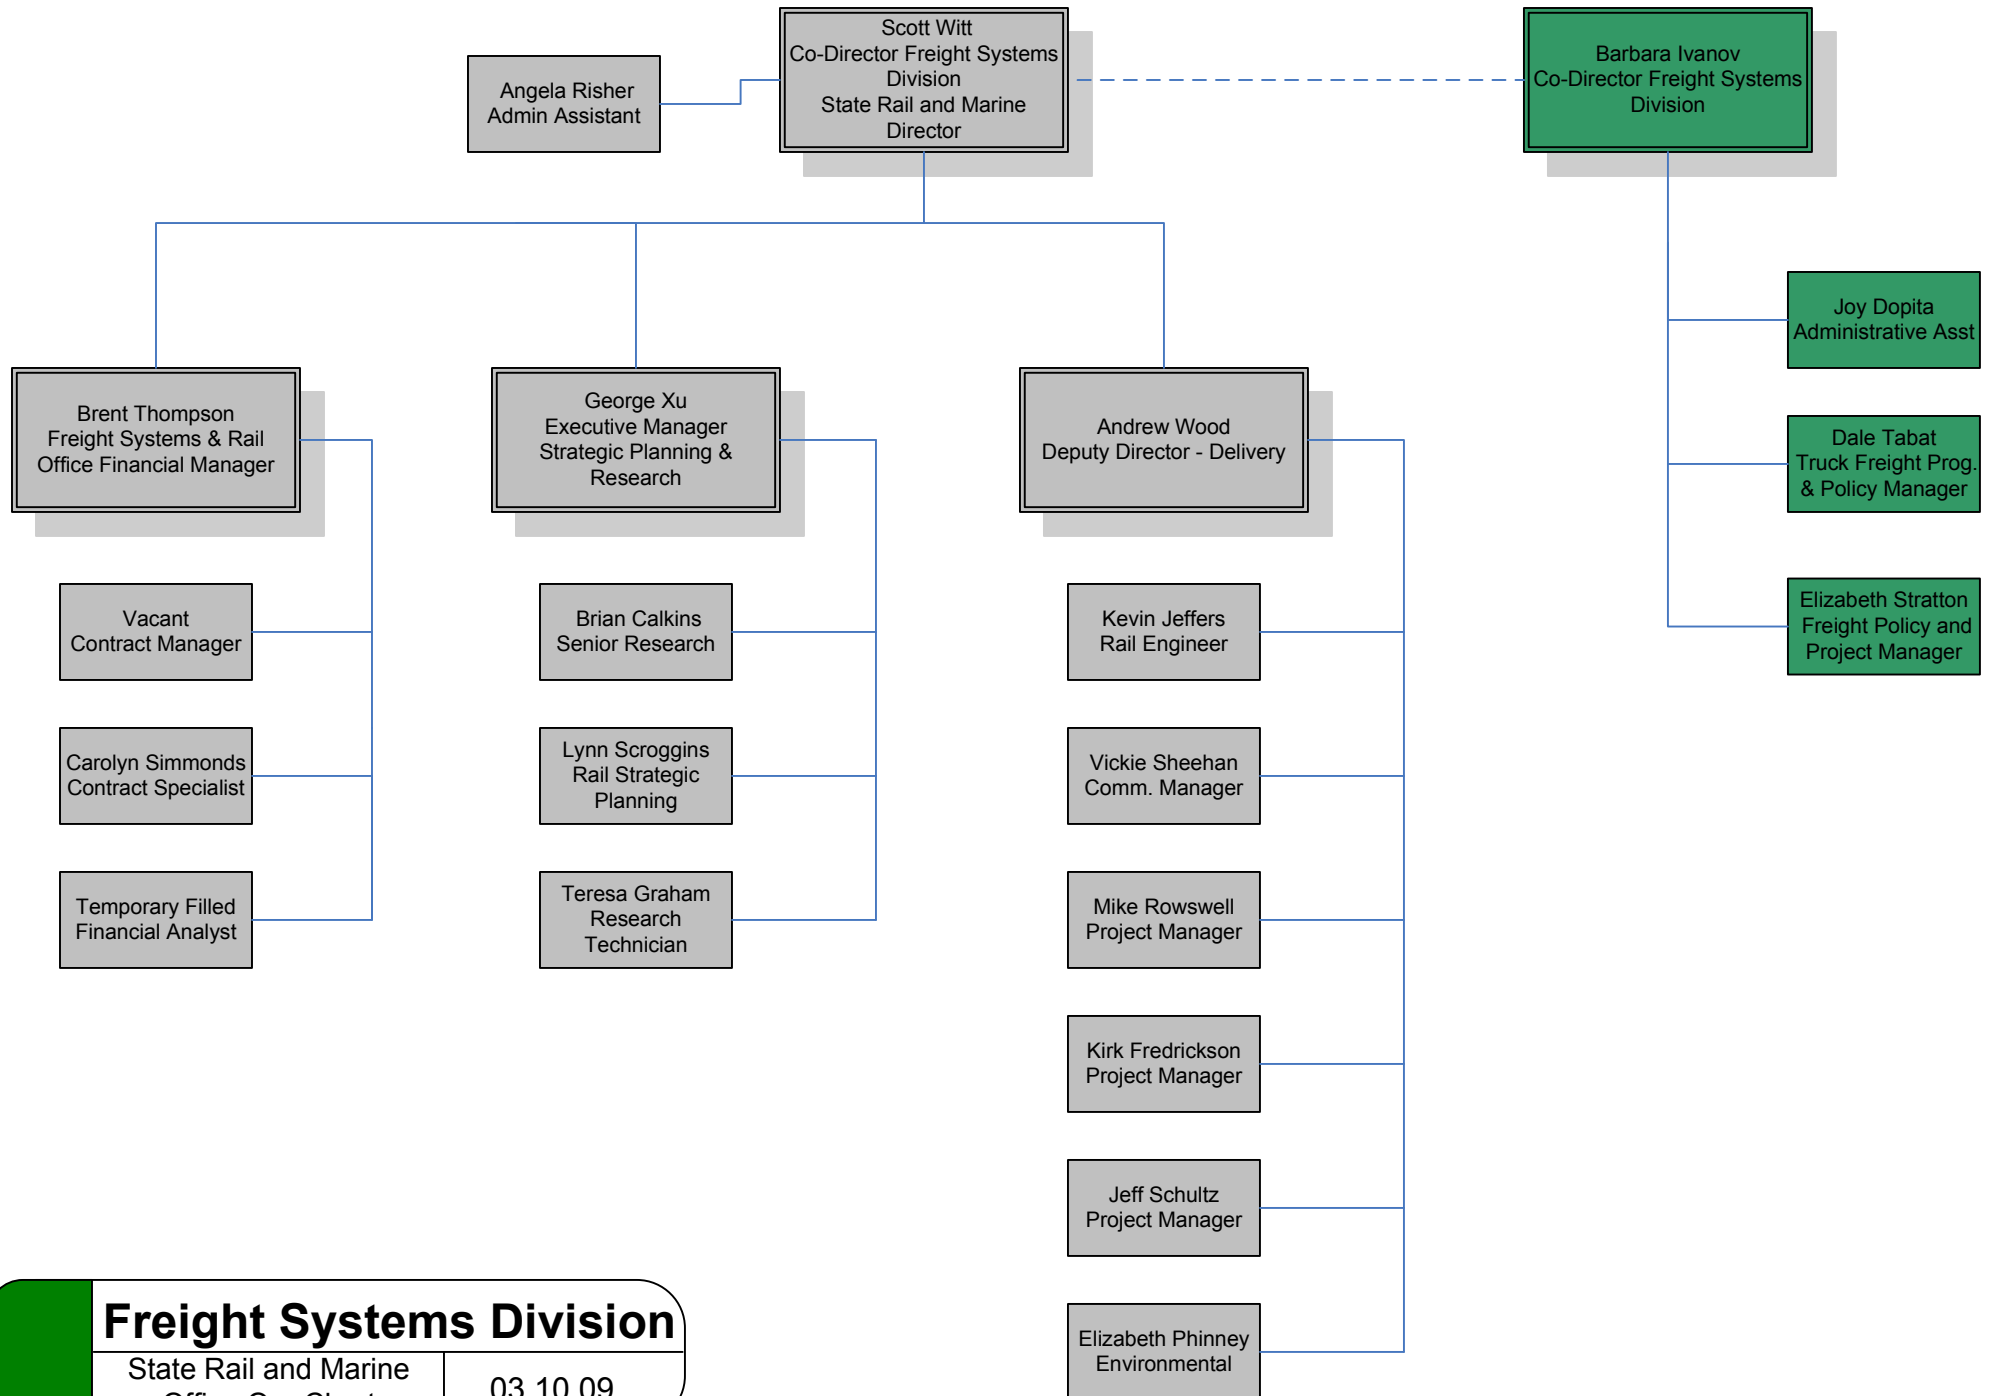 Scott Witt
Co-Director Freight Systems
Division
State Rail and Marine
Director
Barbara Ivanov
Co-Director Freight Systems
Division
Angela Risher
Admin Assistant
Joy Dopita
Administrative Asst
Brent Thompson
Freight Systems & Rail
Office Financial Manager
George Xu
Executive Manager
Strategic Planning &
Research
Andrew Wood
Deputy Director - Delivery
Dale Tabat
Truck Freight Prog.
& Policy Manager
Vacant
Contract Manager
Brian Calkins
Senior Research
Kevin Jeffers
Rail Engineer
Elizabeth Stratton
Freight Policy and
Project Manager
Carolyn Simmonds
Contract Specialist
Lynn Scroggins
Rail Strategic
Planning
Vickie Sheehan
Comm. Manager
Temporary Filled
Financial Analyst
Teresa Graham
Research
Technician
Mike Rowswell
Project Manager
Kirk Fredrickson
Project Manager
Jeff Schultz
Project Manager
Elizabeth Phinney
Environmental
Freight Systems Division
State Rail and Marine
Office Org Chart
03.10.09